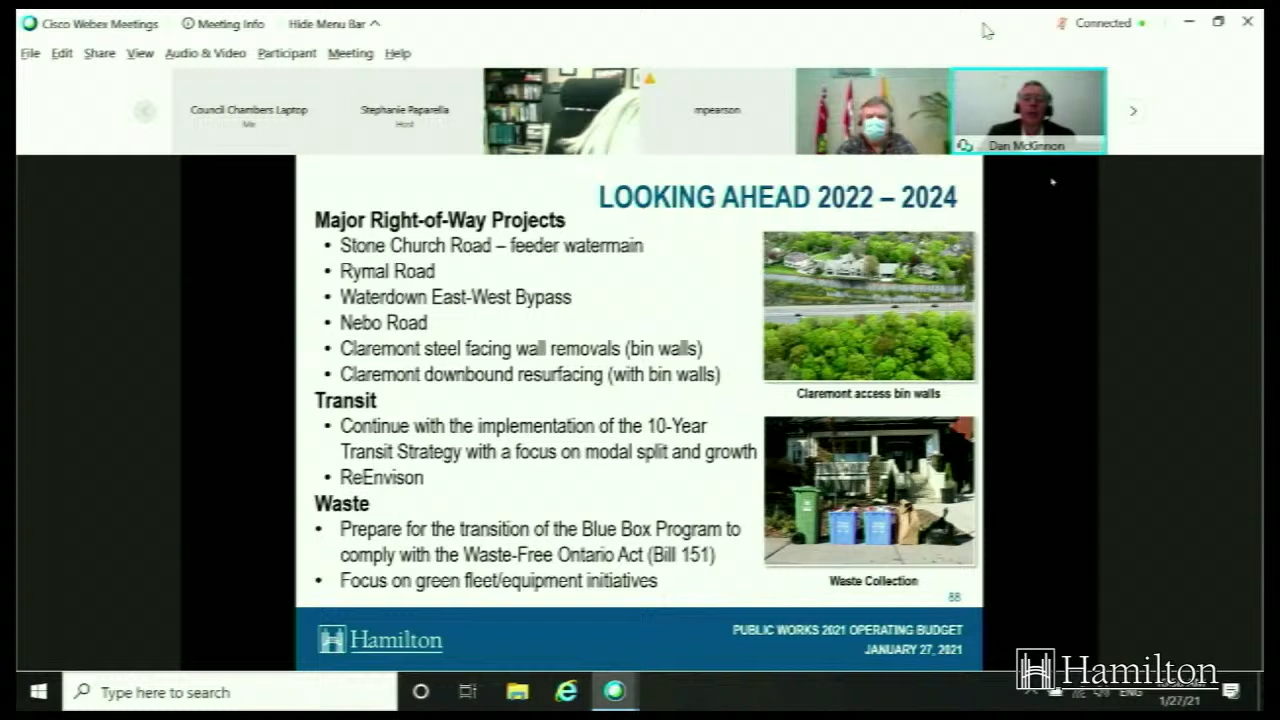 Cisco Webex Meetings
Meeting Info
Hide Menu Bar
Connected
File Edit Share View Audio & Video Participant Meeting Help
Council Chambers Laptop
Me
Stephanie Paparella
Host
mpearson
Dan McKinnon
LOOKING AHEAD 2022 – 2024
Major Right-of-Way Projects
• Stone Church Road – feeder watermain
• Rymal Road
• Waterdown East-West Bypass
• Nebo Road
• Claremont steel facing wall removals (bin walls)
• Claremont downbound resurfacing (with bin walls)
Claremont access bin walls
Transit
• Continue with the implementation of the 10-Year
Transit Strategy with a focus on modal split and growth
• ReEnvison
Waste
• Prepare for the transition of the Blue Box Program to
comply with the Waste-Free Ontario Act (Bill 151)
• Focus on green fleet/equipment initiatives
Waste Collection
88
Hamilton
PUBLIC WORKS 2021 OPERATING BUDGET
JANUARY 27, 2021
Hamilton
Type here to search
ENG
1/27/21